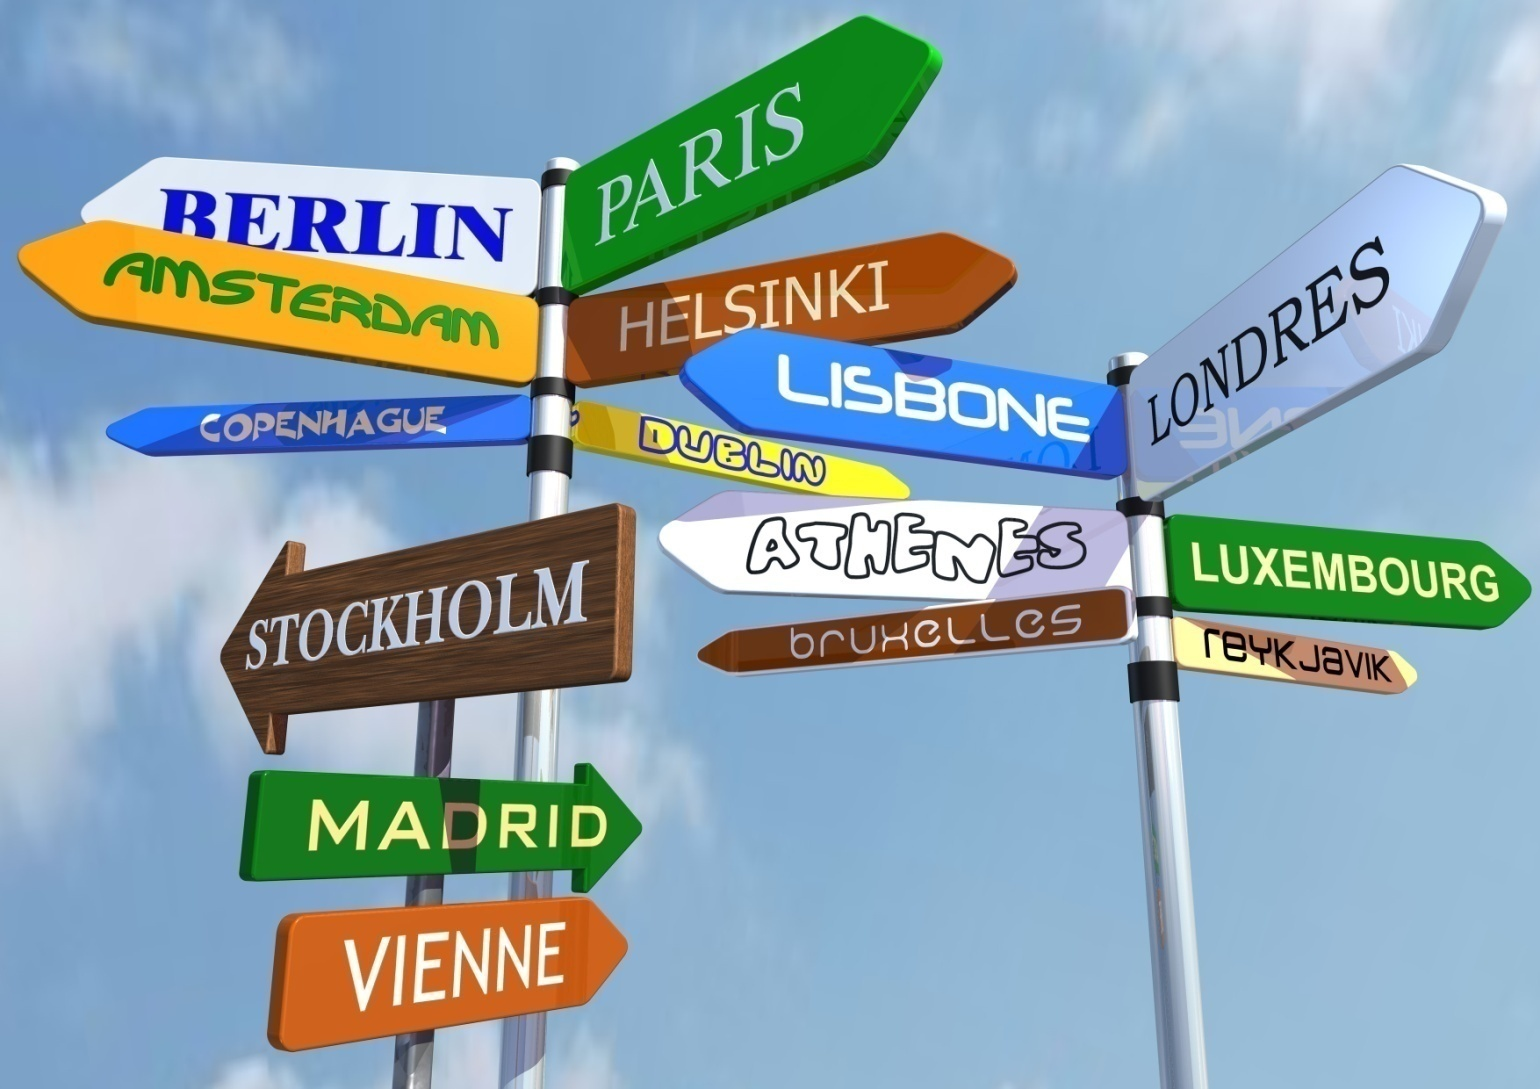 PARIS
BERLIN
AMSTERDAM
HELSINKI
COPENHAGUE
DUBLIN
LISBONE
LONDRES
ATHENES
LUXEMBOURG
bruxelles
reykjavik
STOCKHOLM
MADRID
VIENNE